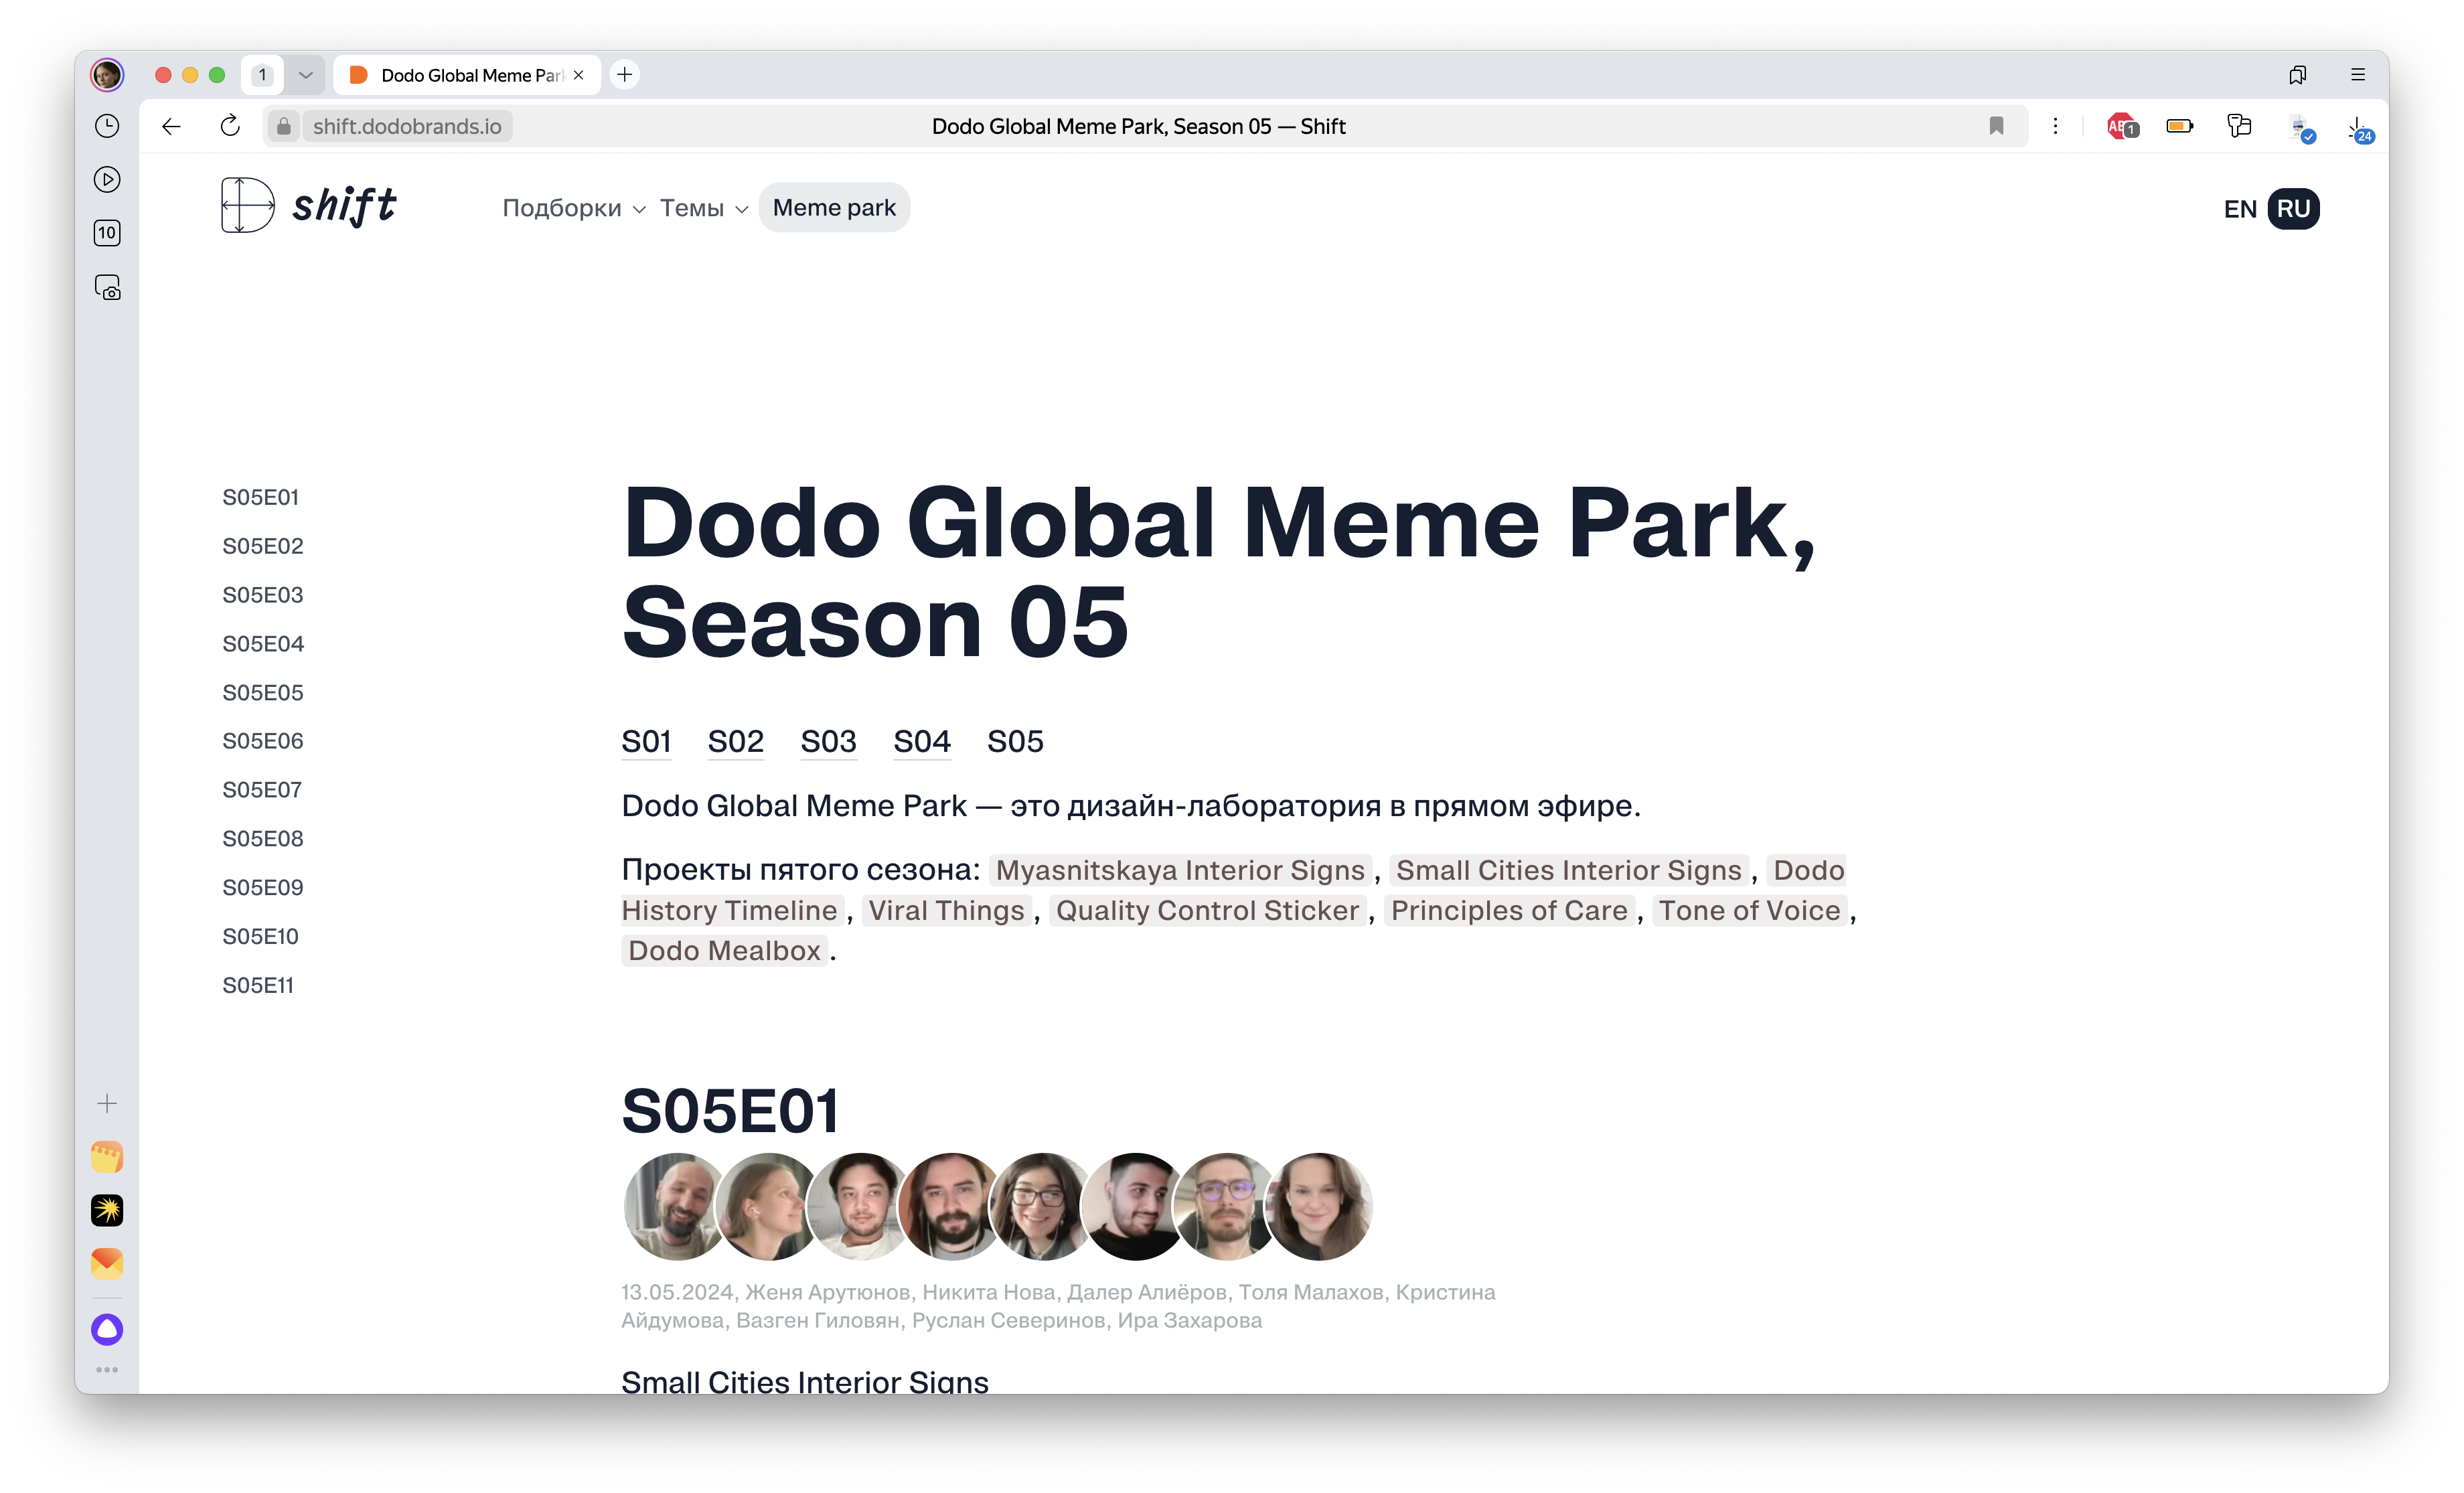 1
Dodo Global Meme Par
shift.dodobrands.io
Dodo Global Meme Park, Season 05 — Shift
1
24
10
shift
Подборки
Темы
Meme park
EN
RU
S05E01
S05E02
S05E03
S05E04
S05E05
S05E06
S05E07
S05E08
S05E09
S05E10
S05E11
Dodo Global Meme Park,
Season 05
S01 S02 S03 S04 S05
Dodo Global Meme Park — это дизайн-лаборатория в прямом эфире.
Проекты пятого сезона: Myasnitskaya Interior Signs, Small Cities Interior Signs, Dodo
History Timeline, Viral Things, Quality Control Sticker, Principles of Care, Tone of Voice,
Dodo Mealbox.
S05E01
13.05.2024, Женя Арутюнов, Никита Нова, Далер Алиёров, Толя Малахов, Кристина
Айдумова, Вазген Гиловян, Руслан Северинов, Ира Захарова
Small Cities Interior Signs